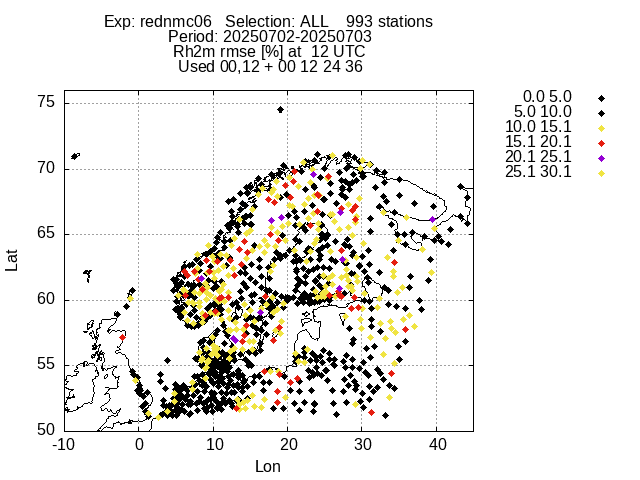 Exp: rednmc06 Selection: ALL 993 stations
Period: 20250702-20250703
Rh2m rmse [%] at 12 UTC
Used 00,12 + 00 12 24 36
0.0 5.0
5.0 10.0
10.0 15.1
15.1 20.1
20.1 25.1
25.1 30.1
75
70
65
60
55
50
Lat
-10 0 10 20 30 40
Lon